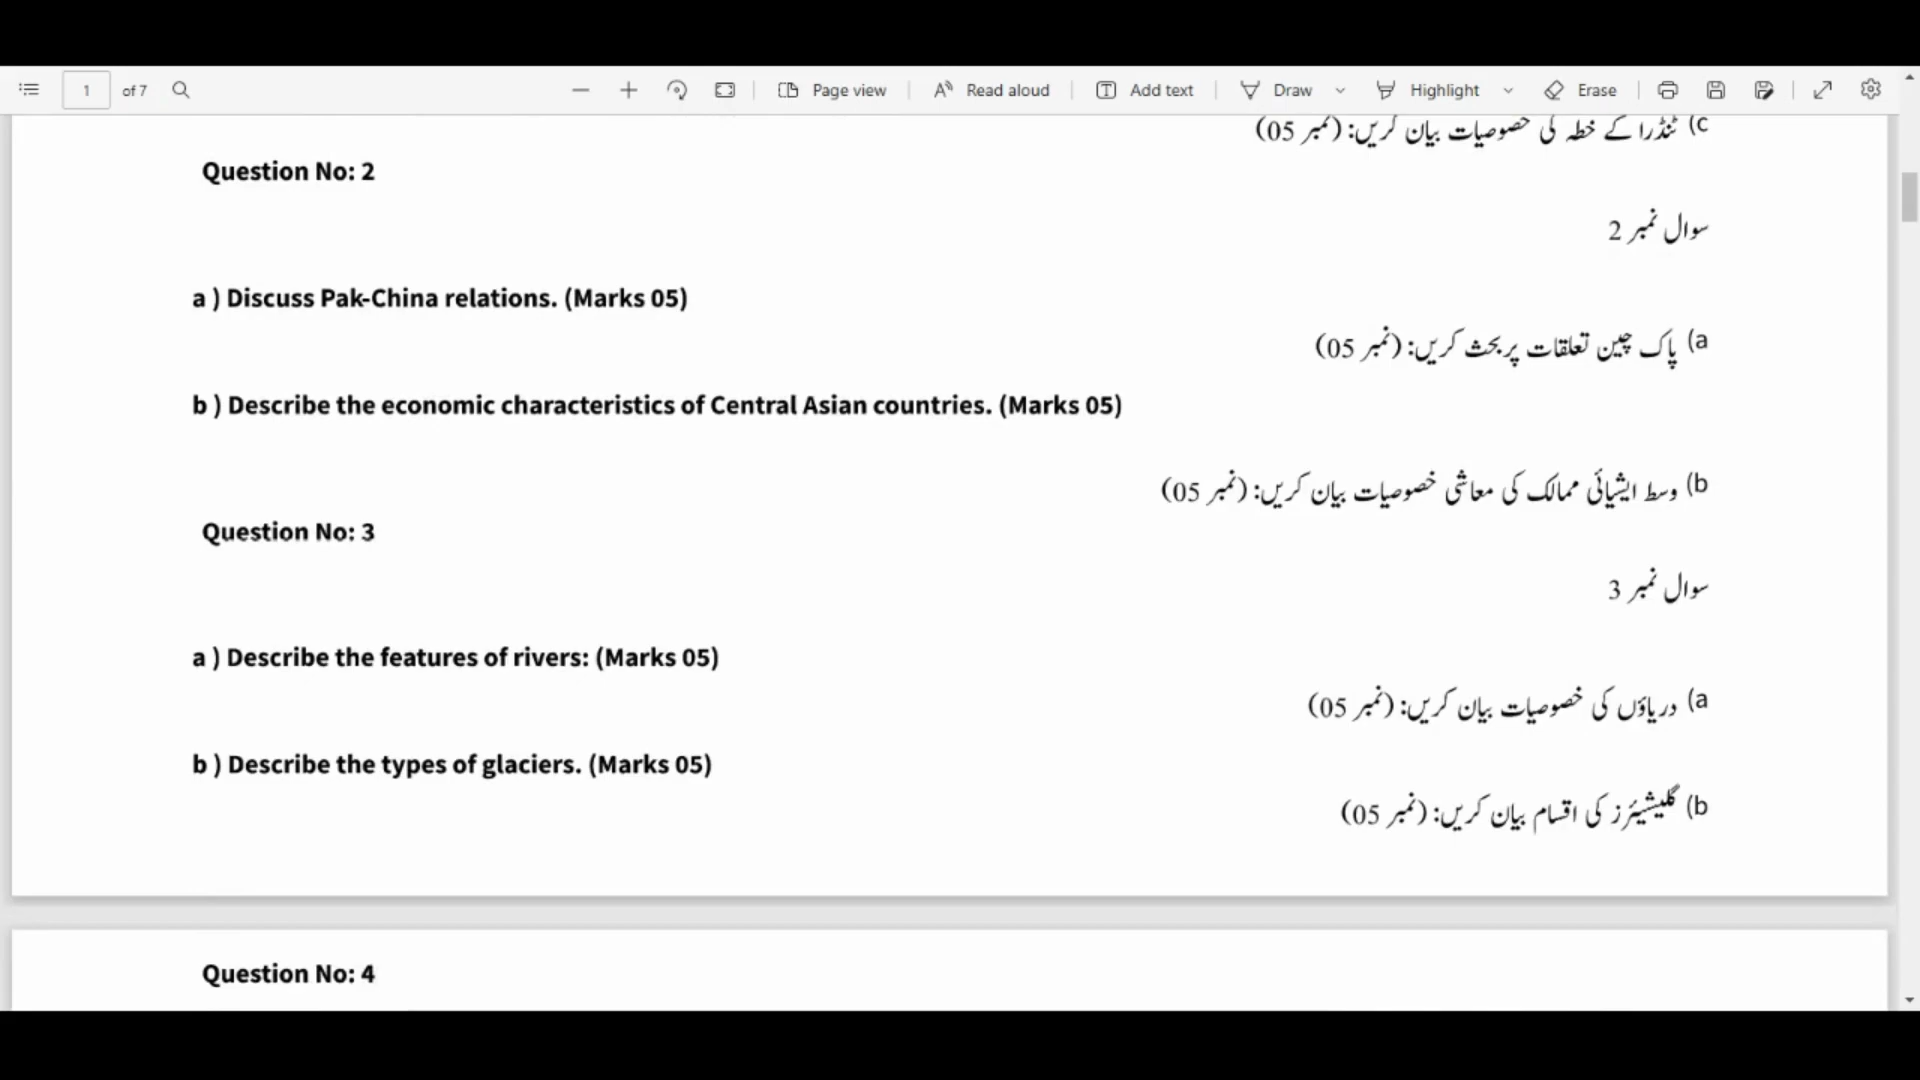 1 of 7 Page view Read aloud Add text Draw Highlight Erase
c) ٹنڈرا کے خطہ کی خصوصیات بیان کریں: (نمبر 05)
Question No: 2
سوال نمبر 2
a ) Discuss Pak-China relations. (Marks 05)
a) پاک چین تعلقات پر بحث کریں: (نمبر 05)
b ) Describe the economic characteristics of Central Asian countries. (Marks 05)
b) وسط ایشیائی ممالک کی معاشی خصوصیات بیان کریں: (نمبر 05)
Question No: 3
سوال نمبر 3
a ) Describe the features of rivers: (Marks 05)
a) دریاؤں کی خصوصیات بیان کریں: (نمبر 05)
b ) Describe the types of glaciers. (Marks 05)
b) گلیشیئرز کی اقسام بیان کریں: (نمبر 05)
Question No: 4